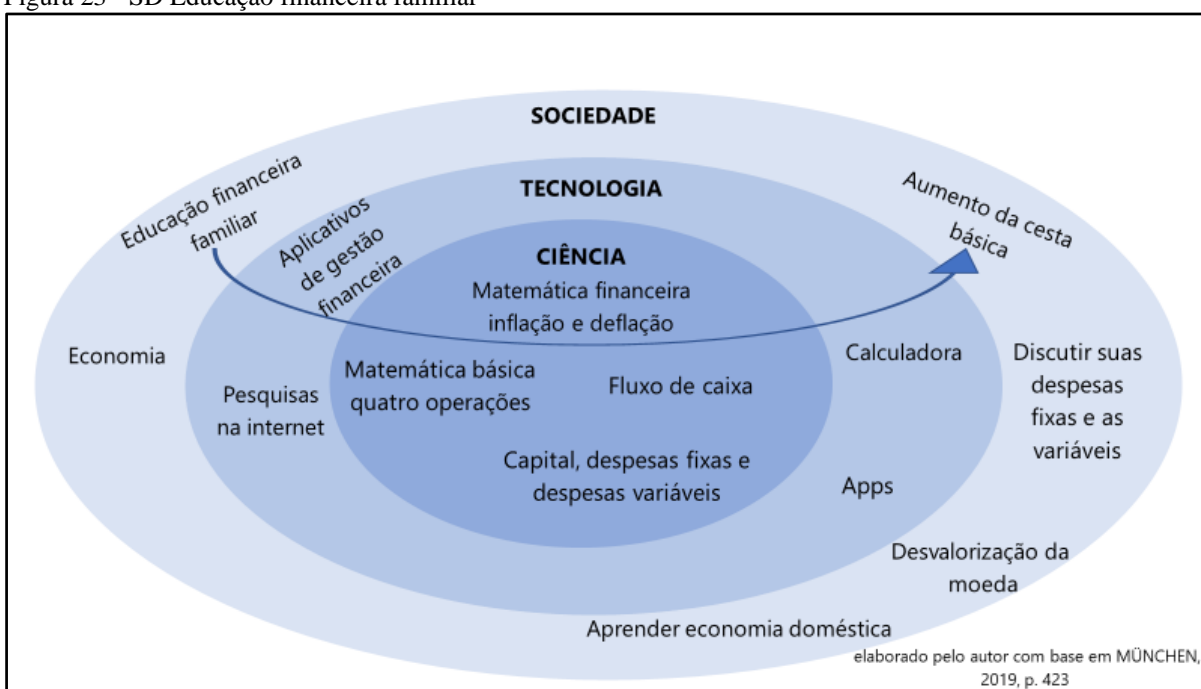 Figura 23 - SD Educação financeira familiar
SOCIEDADE
TECNOLOGIA
CIÊNCIA
Educação financeira
familiar
Aplicativos
de gestão
financeira
Matemática financeira
inflação e deflação
Aumento da cesta
básica
Economia
Pesquisas
na internet
Matemática básica
quatro operações
Fluxo de caixa
Calculadora
Discutir suas
despesas
fixas e as
variáveis
Capital, despesas fixas e
despesas variáveis
Apps
Desvalorização da
moeda
Aprender economia doméstica
elaborado pelo autor com base em MÜNCHEN,
2019, p. 423